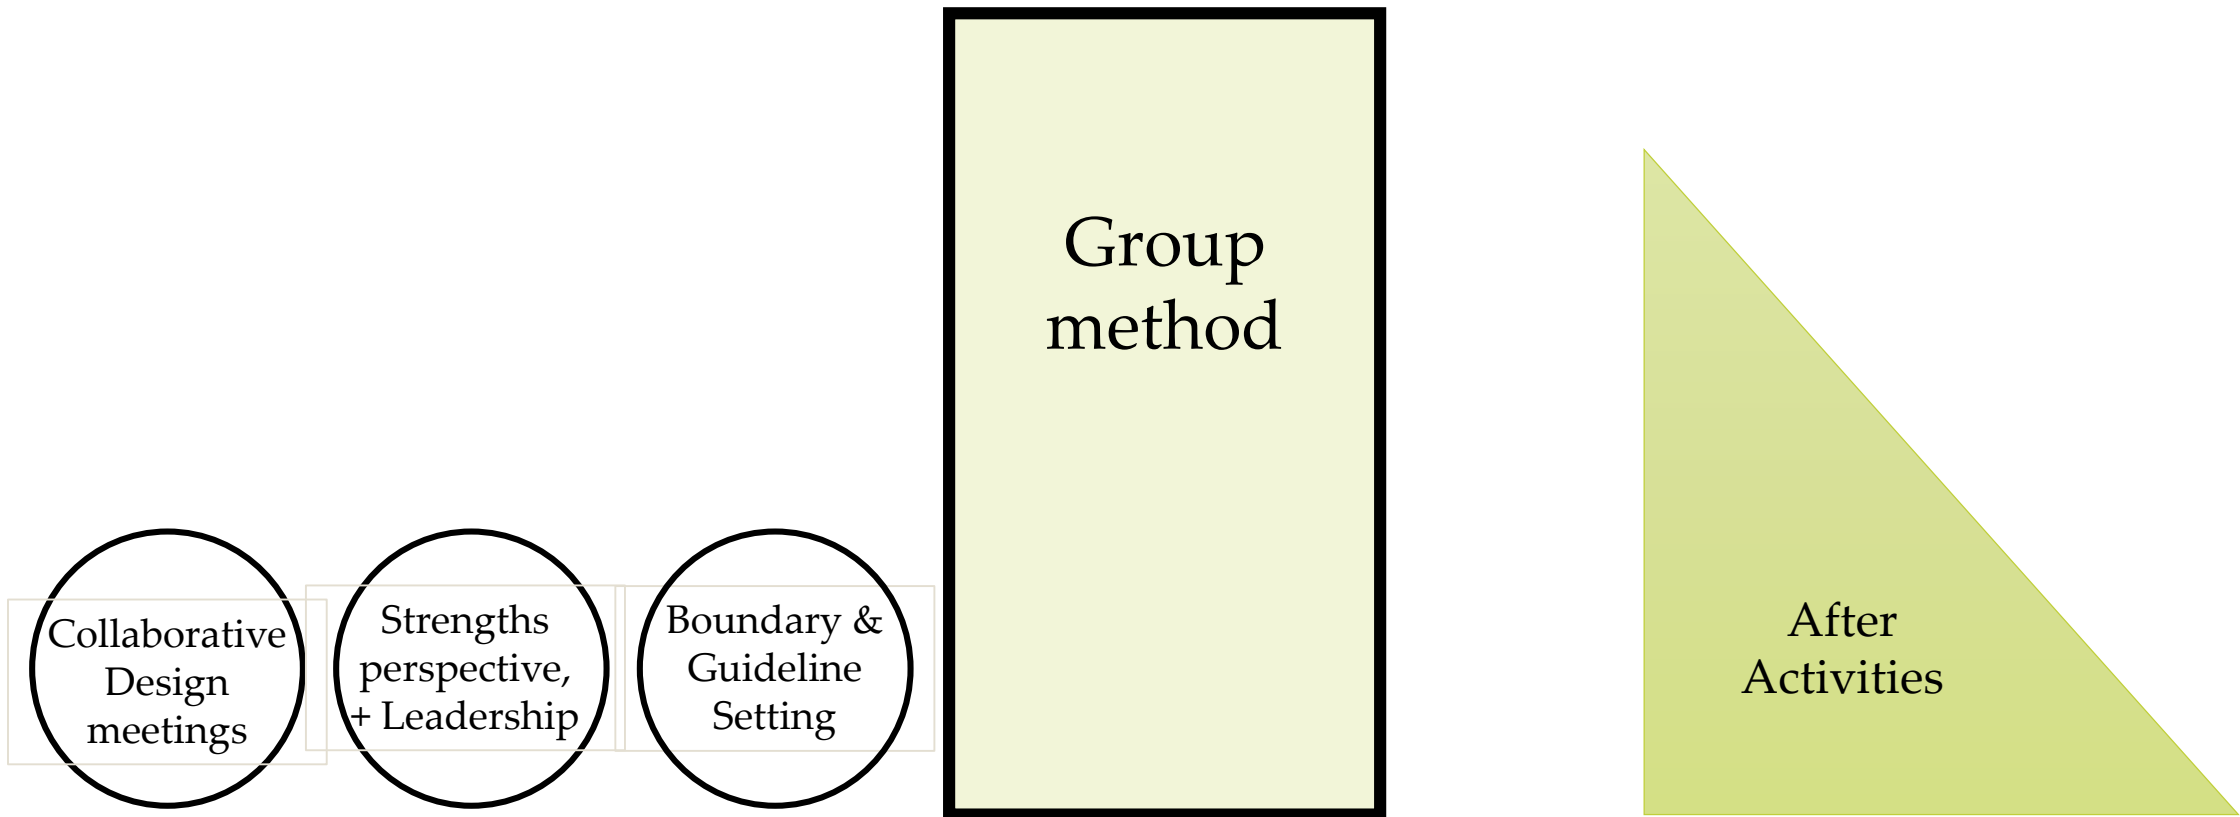 Group
method
Collaborative
Design
meetings
Strengths
perspective,
+ Leadership
Boundary &
Guideline
Setting
After
Activities